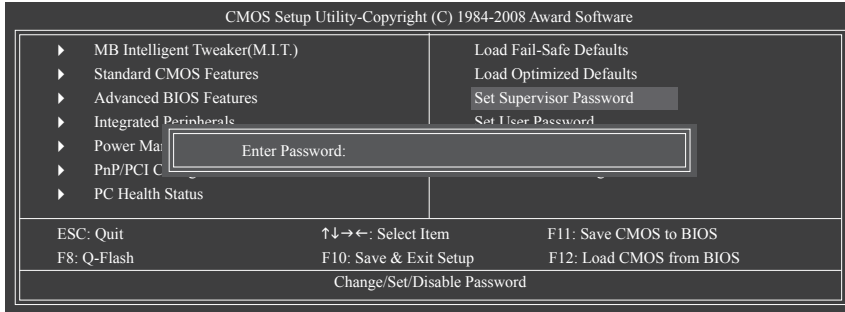 CMOS Setup Utility-Copyright (C) 1984-2008 Award Software
MB Intelligent Tweaker(M.I.T.)
Standard CMOS Features
Advanced BIOS Features
Integrated Peripherals
Power Ma
PnP/PCI C
PC Health Status
Load Fail-Safe Defaults
Load Optimized Defaults
Set Supervisor Password
Set User Password
Enter Password:
ESC: Quit ↑↓→←: Select Item F11: Save CMOS to BIOS
F8: Q-Flash F10: Save & Exit Setup F12: Load CMOS from BIOS
Change/Set/Disable Password